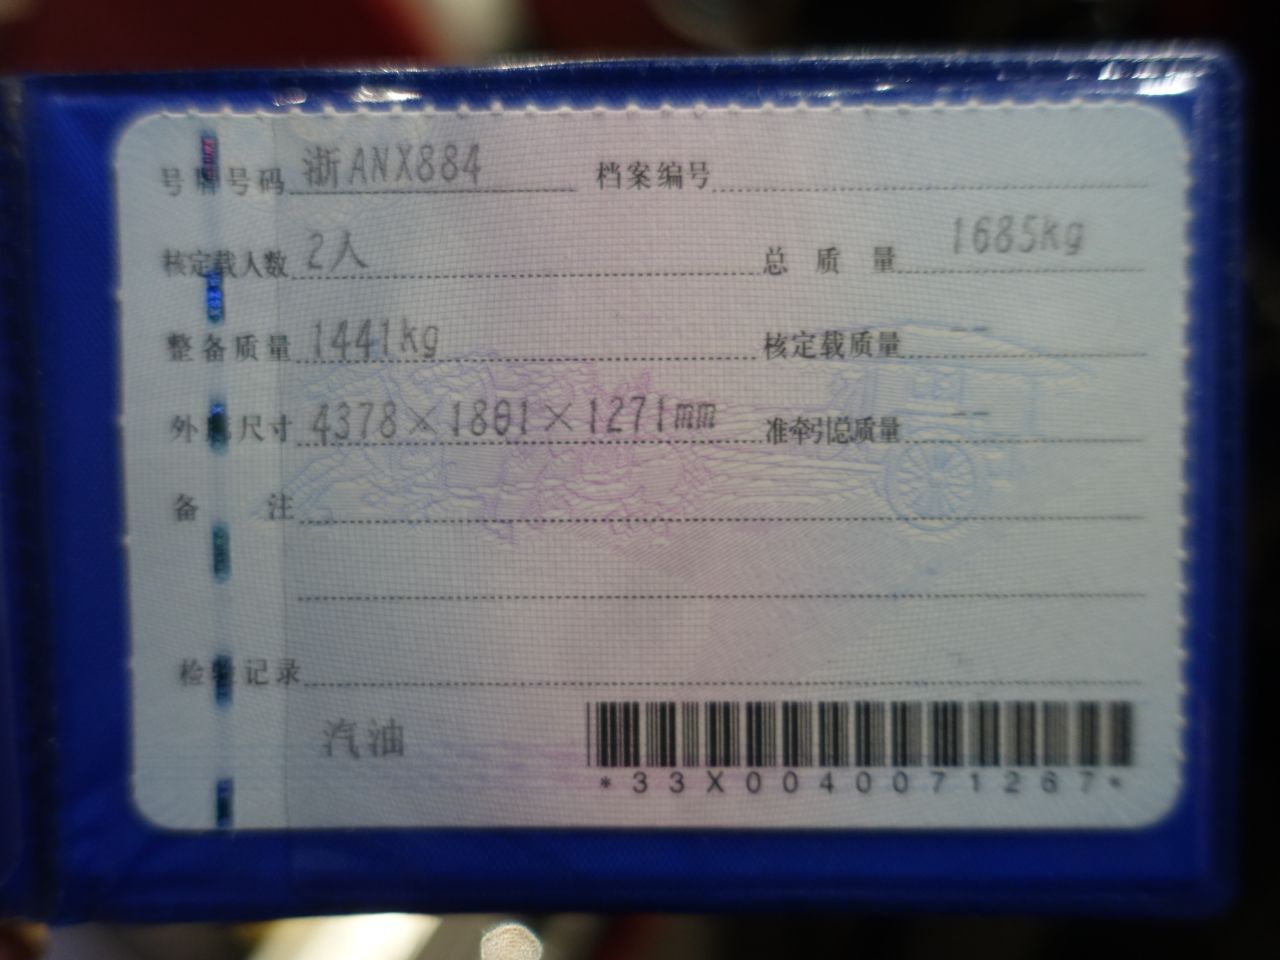 号牌号码 浙ANX884 档案编号
核定载人数 2人 总质量 1685kg
整备质量 1441kg 核定载质量 --
外廓尺寸 4378×1801×1271mm 准牵引总质量 --
备注
检验记录
汽油
*33X0040071267*